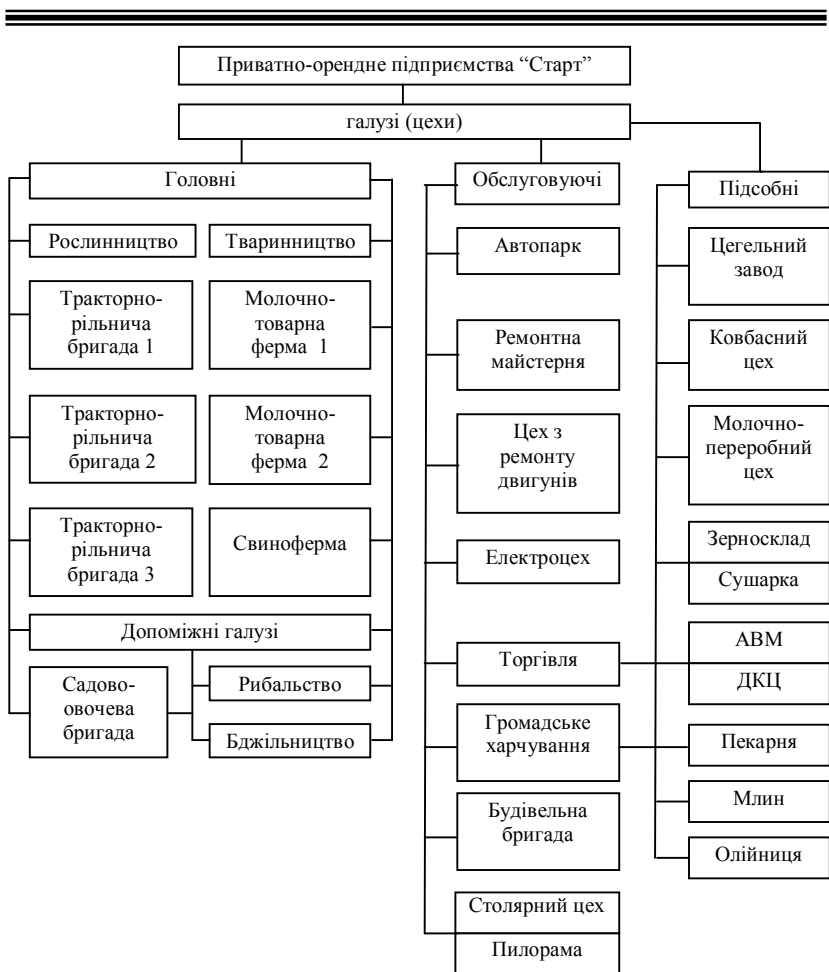 Приватно-орендне підприємства “Старт”
галузі (цехи)
Головні
Рослинництво
Тваринництво
Тракторно-
рільнича
бригада 1
Молочно-
товарна
ферма 1
Тракторно-
рільнича
бригада 2
Молочно-
товарна
ферма 2
Тракторно-
рільнича
бригада 3
Свиноферма
Допоміжні галузі
Садово-
овочева
бригада
Рибальство
Бджільництво
Обслуговуючі
Автопарк
Ремонтна
майстерня
Цех з
ремонту
двигунів
Електроцех
Торгівля
Громадське
харчування
Будівельна
бригада
Столярний цех
Пилорама
Підсобні
Цегельний
завод
Ковбасний
цех
Молочно-
переробний
цех
Зерносклад
Сушарка
АВМ
ДКЦ
Пекарня
Млин
Олійниця